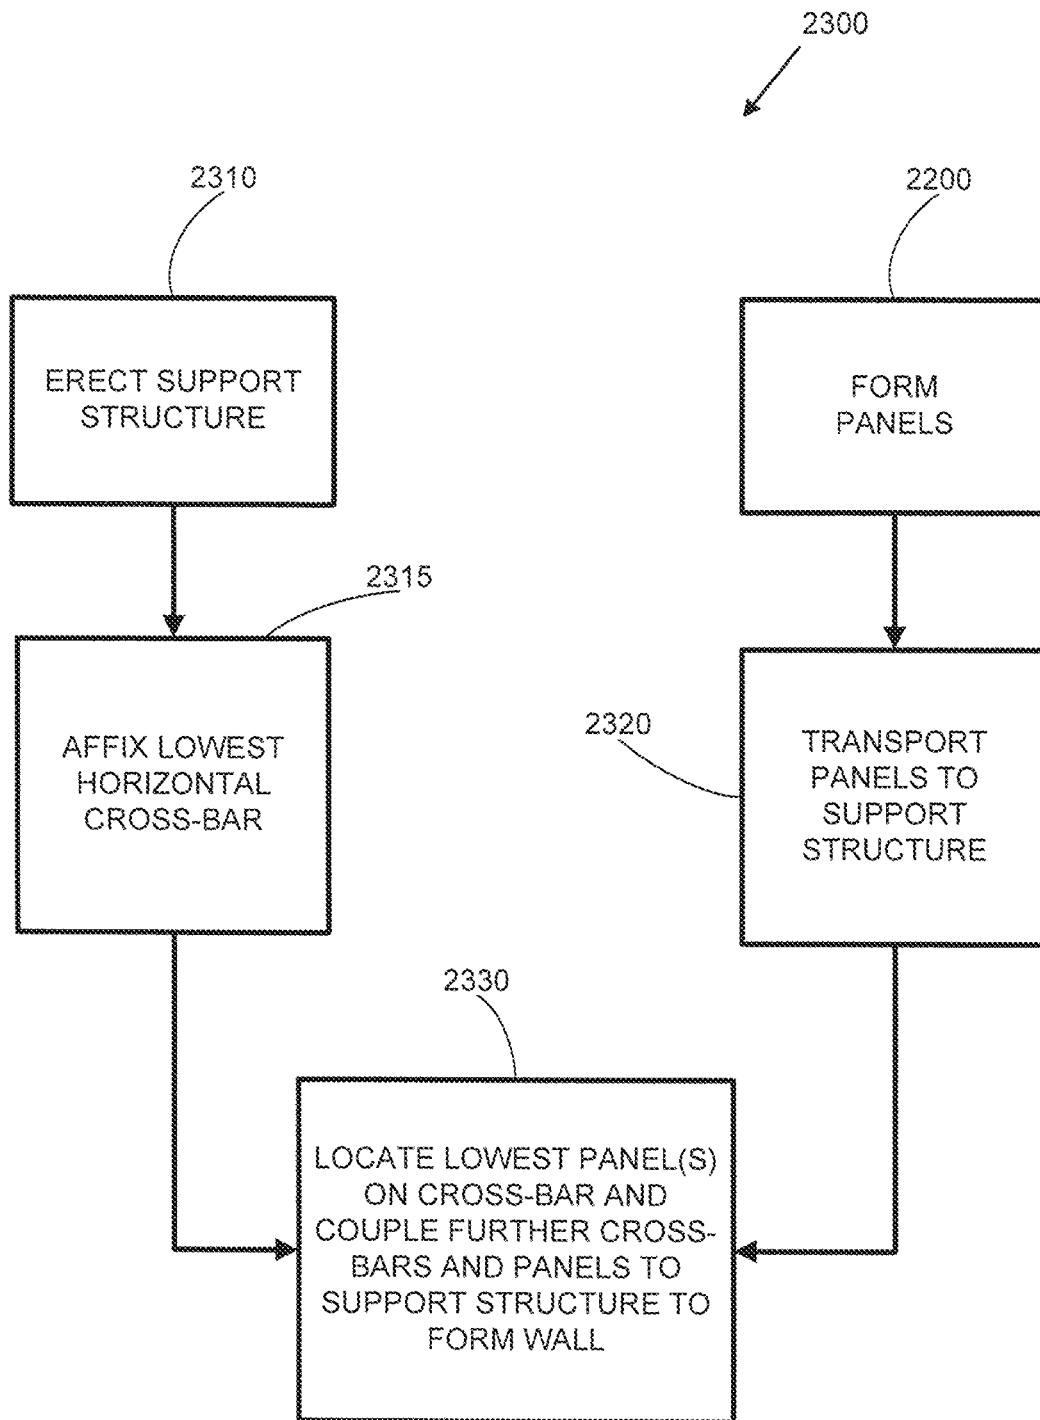 2300
2310
2200
ERECT SUPPORT
STRUCTURE
FORM
PANELS
2315
AFFIX LOWEST
HORIZONTAL
CROSS-BAR
2320
TRANSPORT
PANELS TO
SUPPORT
STRUCTURE
2330
LOCATE LOWEST PANEL(S)
ON CROSS-BAR AND
COUPLE FURTHER CROSS-
BARS AND PANELS TO
SUPPORT STRUCTURE TO
FORM WALL